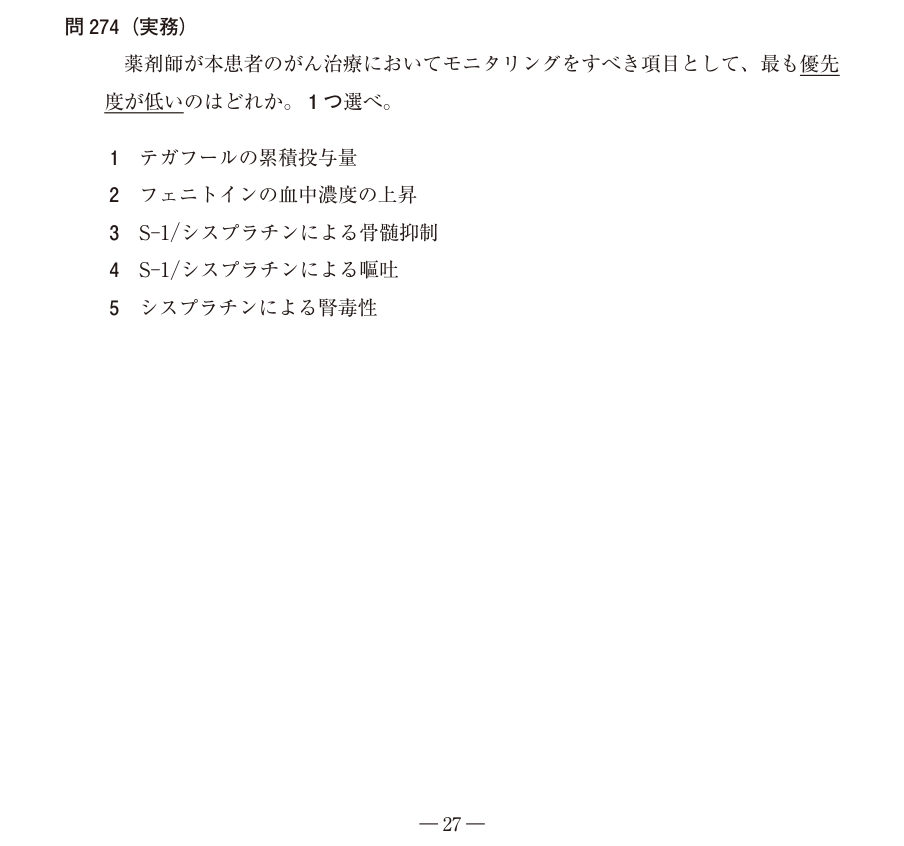 問 274（実務）
薬剤師が本患者のがん治療においてモニタリングをすべき項目として、最も優先
度が低いのはどれか。1つ選べ。
1 テガフールの累積投与量
2 フェニトインの血中濃度の上昇
3 S-1/シスプラチンによる骨髄抑制
4 S-1/シスプラチンによる嘔吐
5 シスプラチンによる腎毒性
― 27 ―